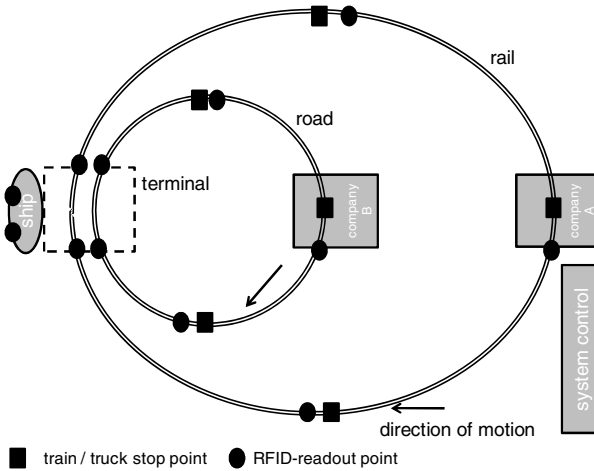 rail
road
terminal
ship
company
B
company
A
system control
direction of motion
train / truck stop point
RFID-readout point